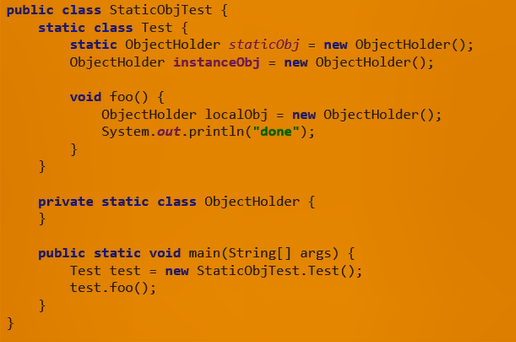 public class StaticObjTest {
    static class Test {
        static ObjectHolder staticObj = new ObjectHolder();
        ObjectHolder instanceObj = new ObjectHolder();

        void foo() {
            ObjectHolder localObj = new ObjectHolder();
            System.out.println("done");
        }
    }

    private static class ObjectHolder {
    }

    public static void main(String[] args) {
        Test test = new StaticObjTest.Test();
        test.foo();
    }
}